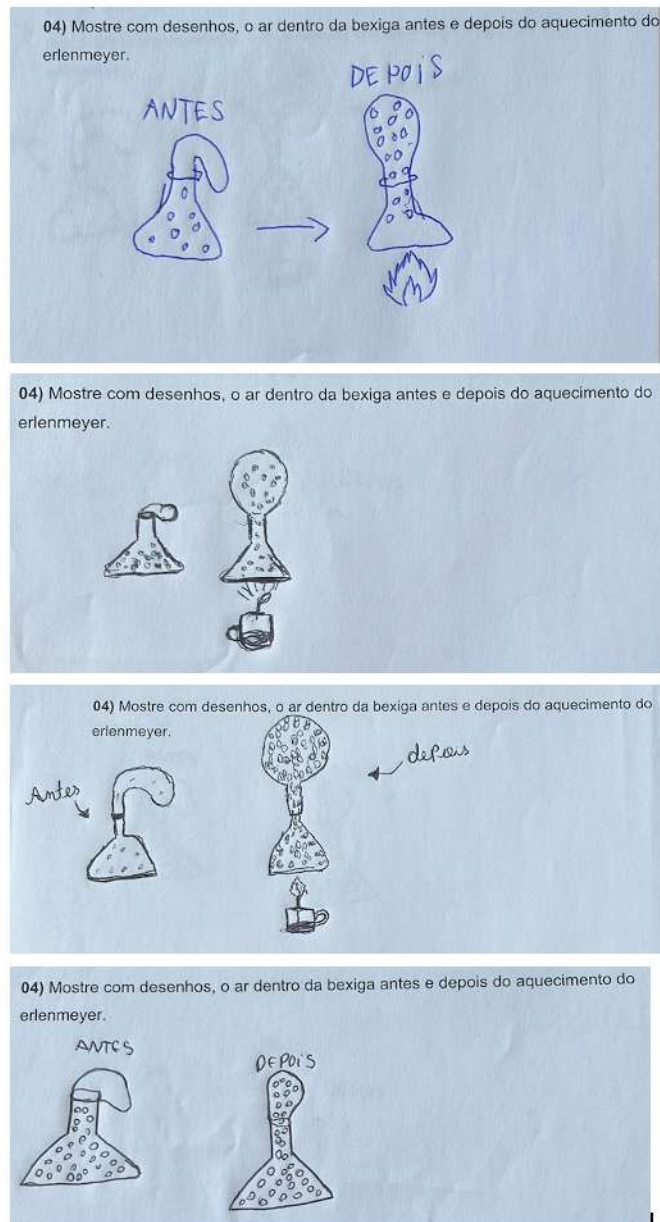 04) Mostre com desenhos, o ar dentro da bexiga antes e depois do aquecimento do
erlenmeyer.
ANTES
DEPOIS
04) Mostre com desenhos, o ar dentro da bexiga antes e depois do aquecimento do
erlenmeyer.
04) Mostre com desenhos, o ar dentro da bexiga antes e depois do aquecimento do
erlenmeyer.
Antes
depois
04) Mostre com desenhos, o ar dentro da bexiga antes e depois do aquecimento do
erlenmeyer.
ANTES
DEPOIS